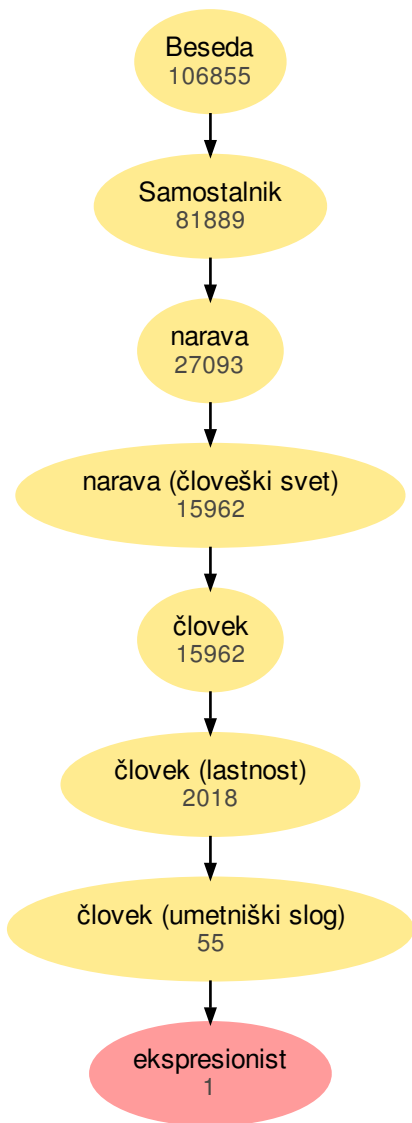 Beseda
106855
Samostalnik
81889
narava
27093
narava (človeški svet)
15962
človek
15962
človek (lastnost)
2018
človek (umetniški slog)
55
ekspresionist
1